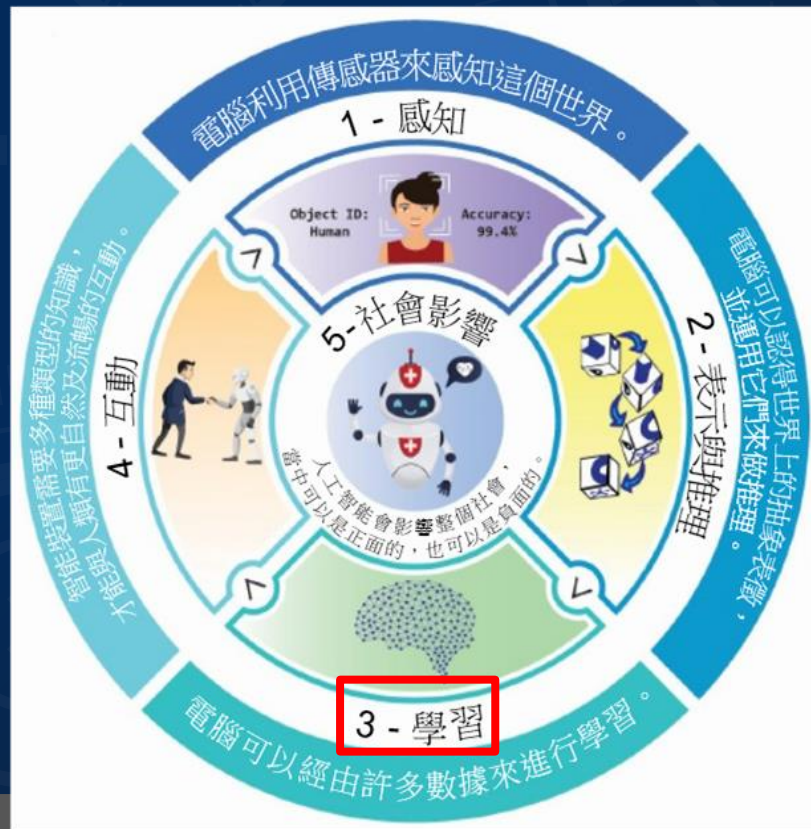 電腦利用傳感器來感知這個世界。
1 - 感知
Object ID:
Human
Accuracy:
99.4%
電腦可以認得世界上的抽象表徵,
並運用它們來做推理。
2 - 表示與推理
3 - 學習
電腦可以經由許多數據來進行學習。
智能裝置需要多種類型的知識,
才能與人類有更自然及流暢的互動。
4 - 互動
5-社會影響
人工智能會影響整個社會,
當中可以是正面的,也可以是負面的。